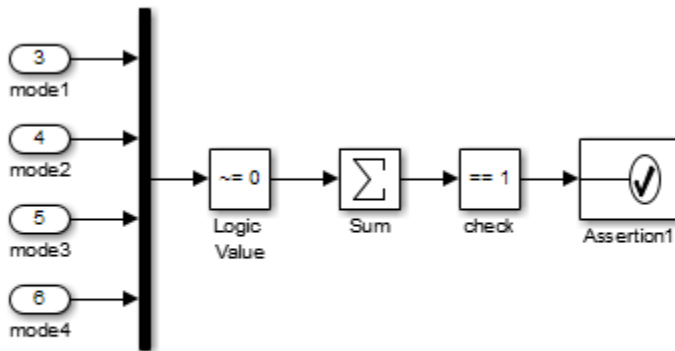 3
mode1
4
mode2
5
mode3
6
mode4
~= 0
Logic
Value
Sum
== 1
check
Assertion1